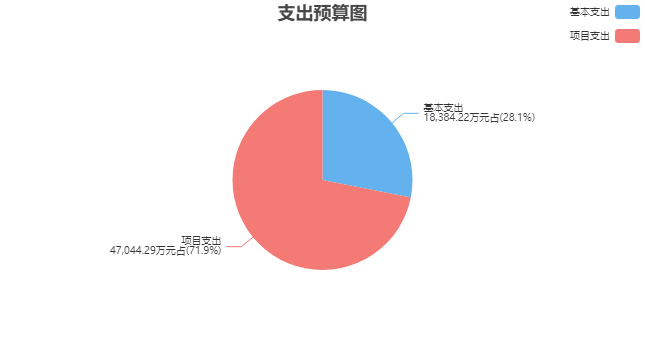 支出预算图
基本支出
项目支出
基本支出
18,384.22万元占(28.1%)
项目支出
47,044.29万元占(71.9%)